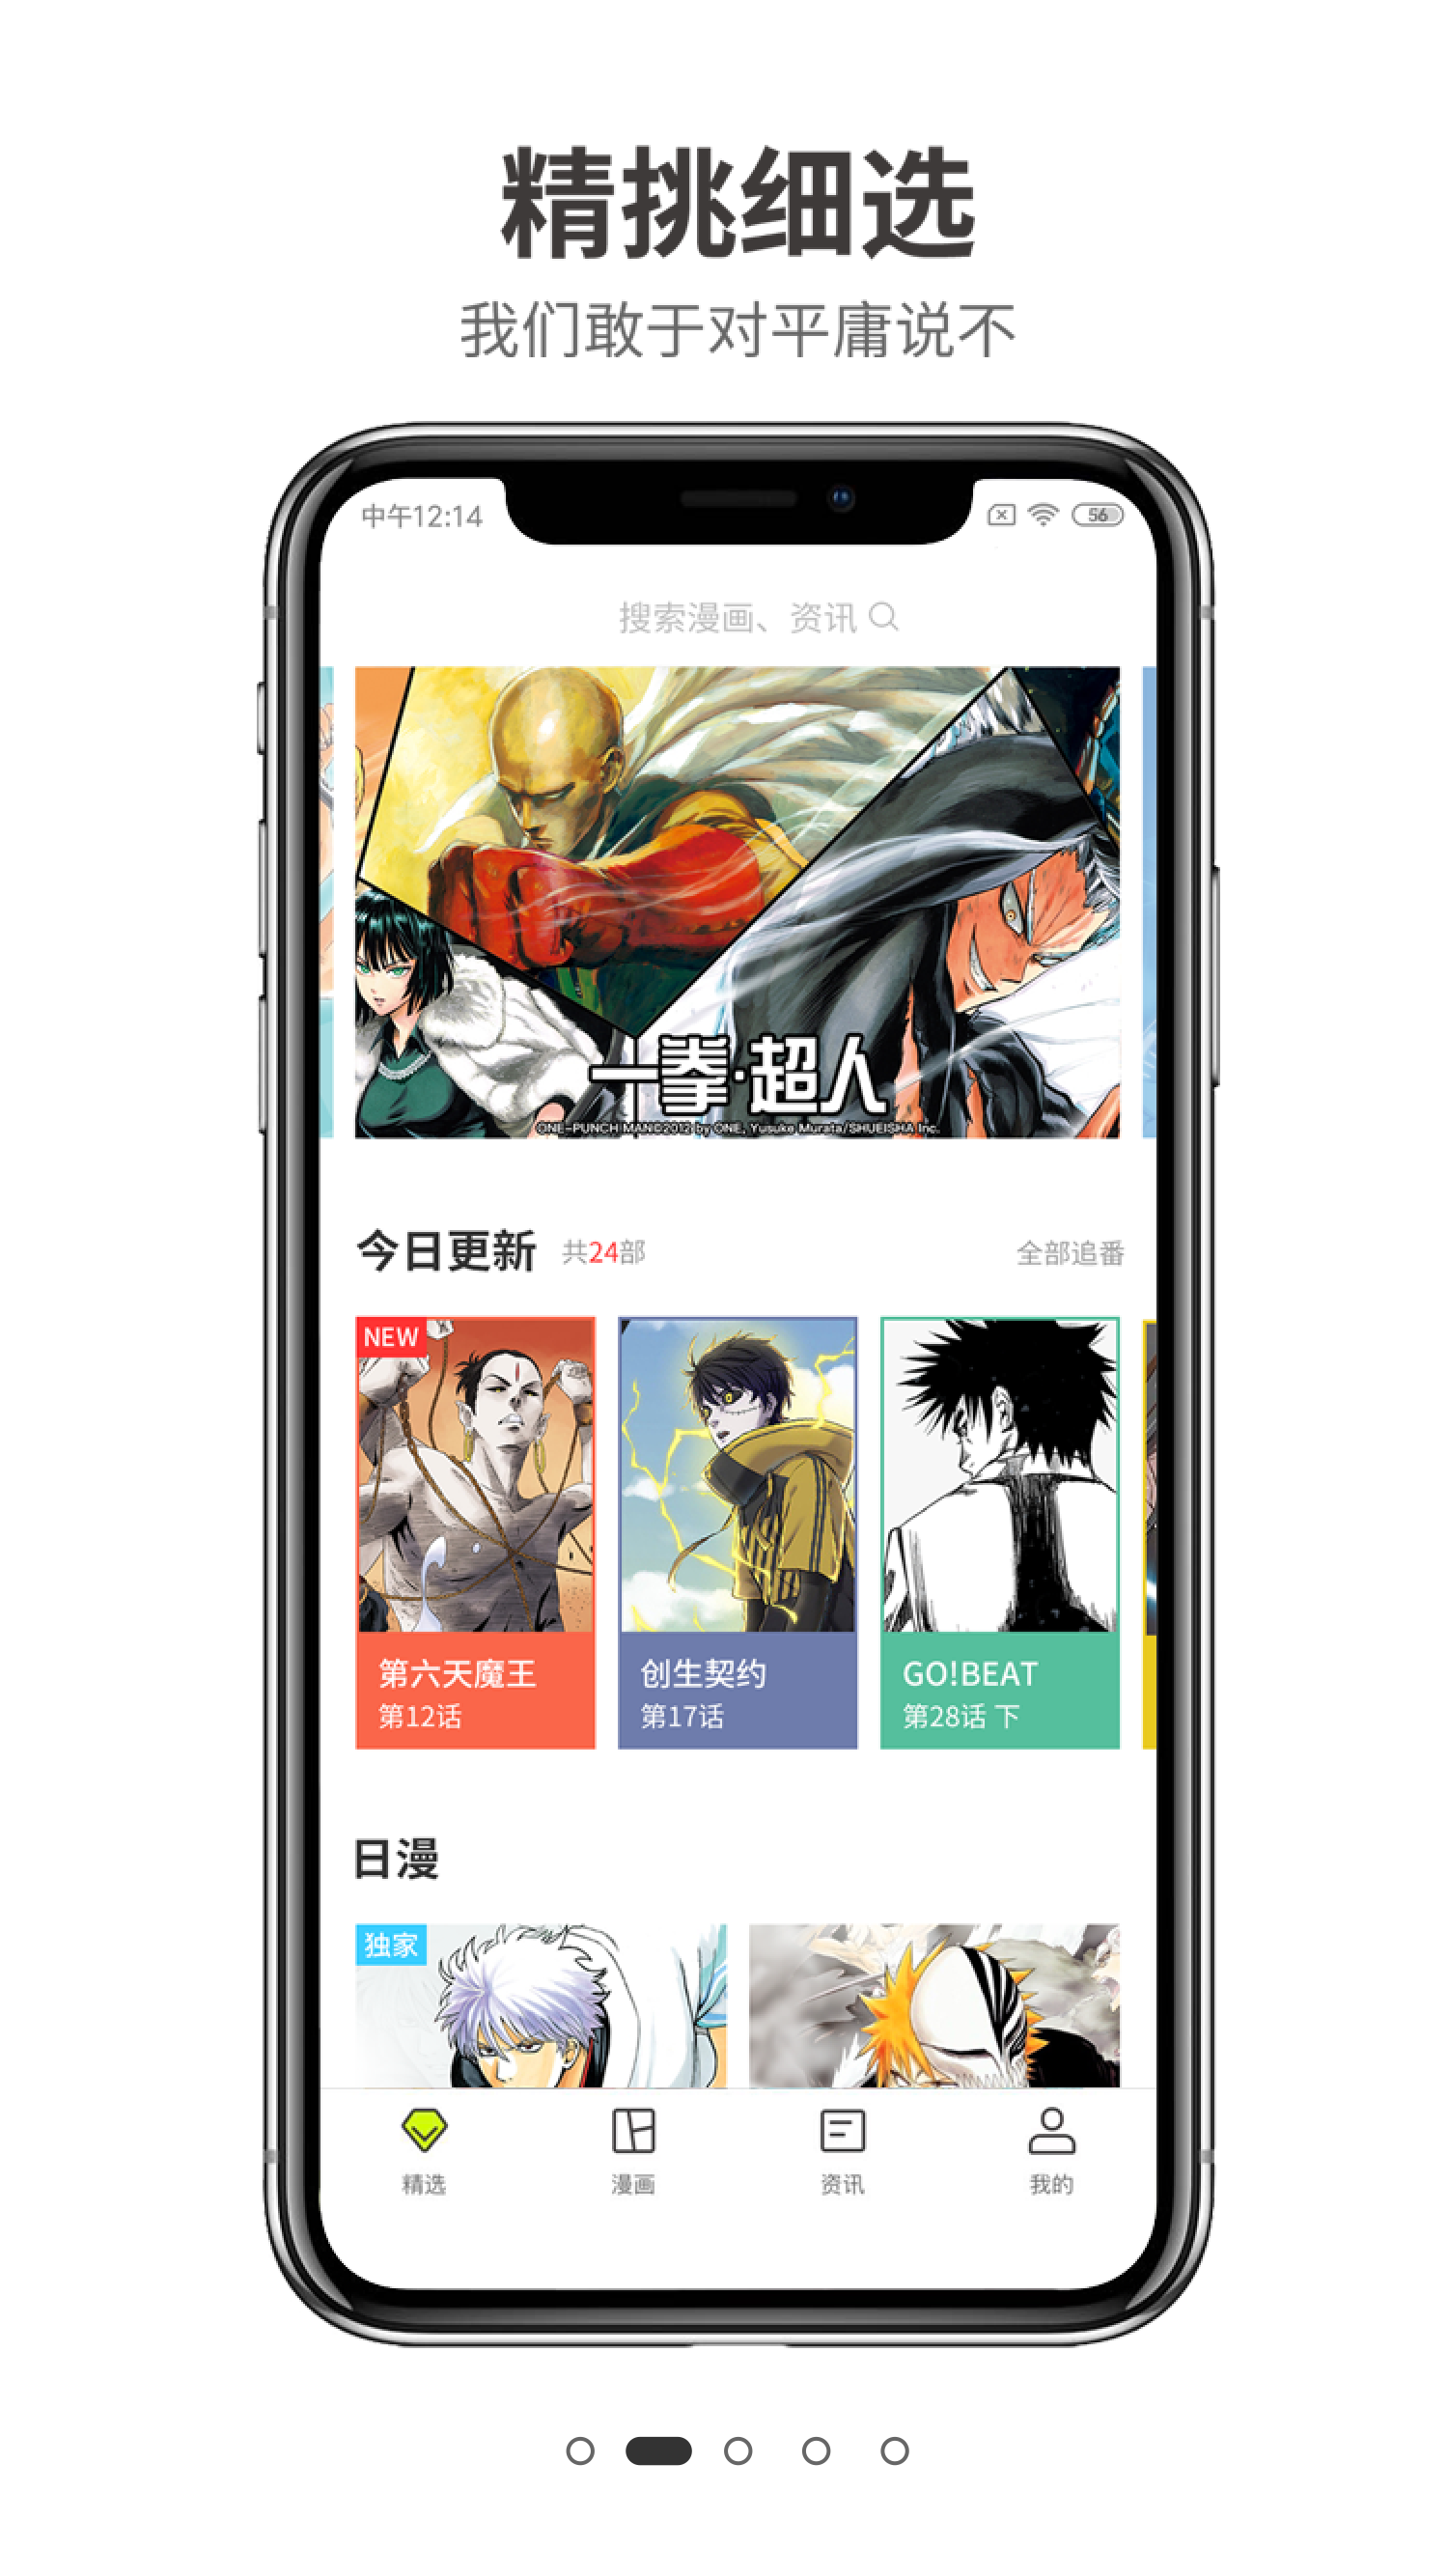 精挑细选
我们敢于对平庸说不
中午12:14
56
搜索漫画、资讯
一拳·超人
ONE-PUNCH MAN©2012 by ONE, Yusuke Murata/SHUEISHA Inc.
今日更新 共24部 全部追番
NEW
第六天魔王 创生契约 GO!BEAT
第12话 第17话 第28话 下
日漫
独家
精选 漫画 资讯 我的